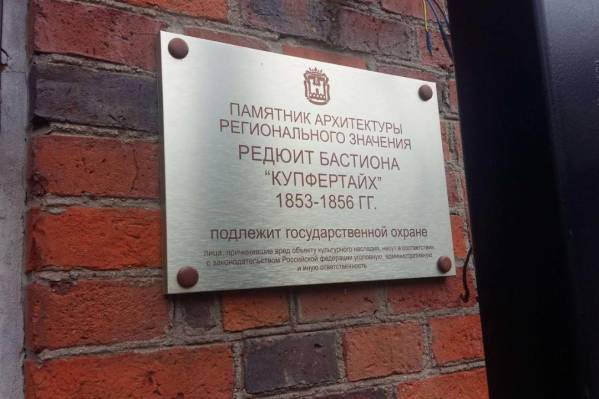 ПАМЯТНИК АРХИТЕКТУРЫ
РЕГИОНАЛЬНОГО ЗНАЧЕНИЯ
РЕДЮИТ БАСТИОНА
“КУПФЕРТАЙХ”
1853-1856 ГГ.
подлежит государственной охране
лица, причинившие вред объекту культурного наследия, несут в соответствии
с законодательством Российской федерации уголовную, административную
и иную ответственность